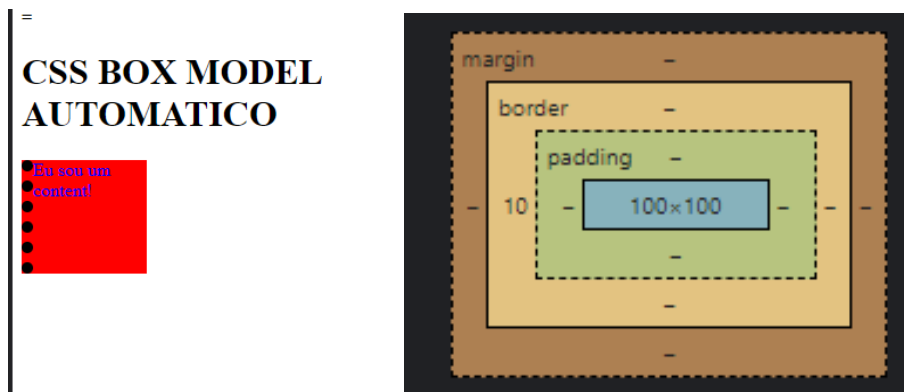 =
CSS BOX MODEL
AUTOMATICO
Eu sou um
content!
margin –
border –
padding –
– 10 – 100×100 – – –
–
–
–